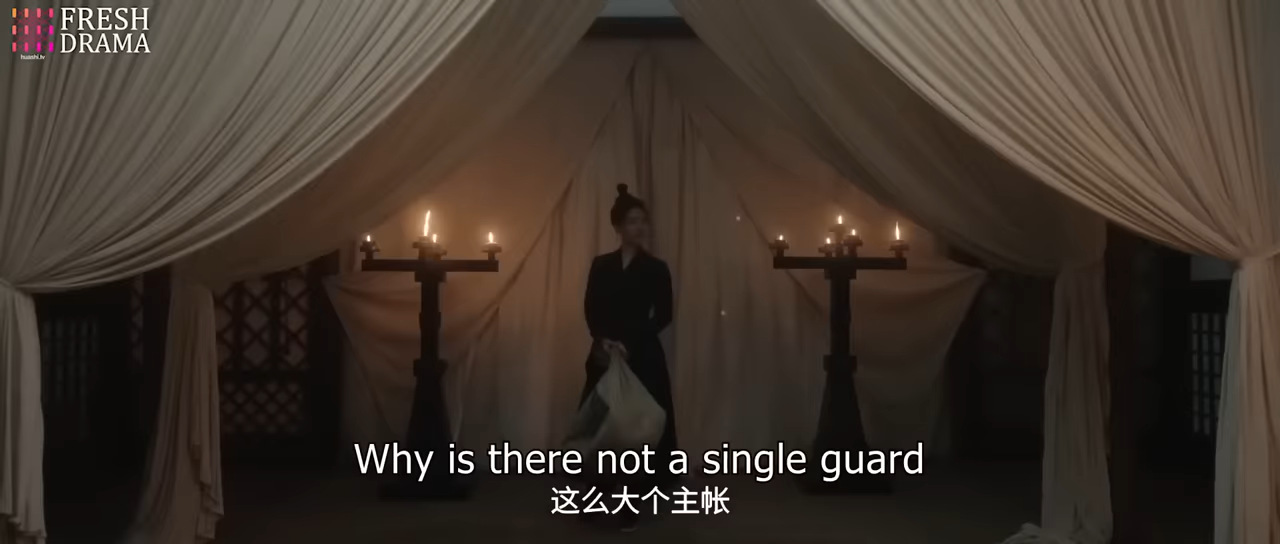 FRESH
DRAMA
huashi.tv
Why is there not a single guard
这么大个主帐